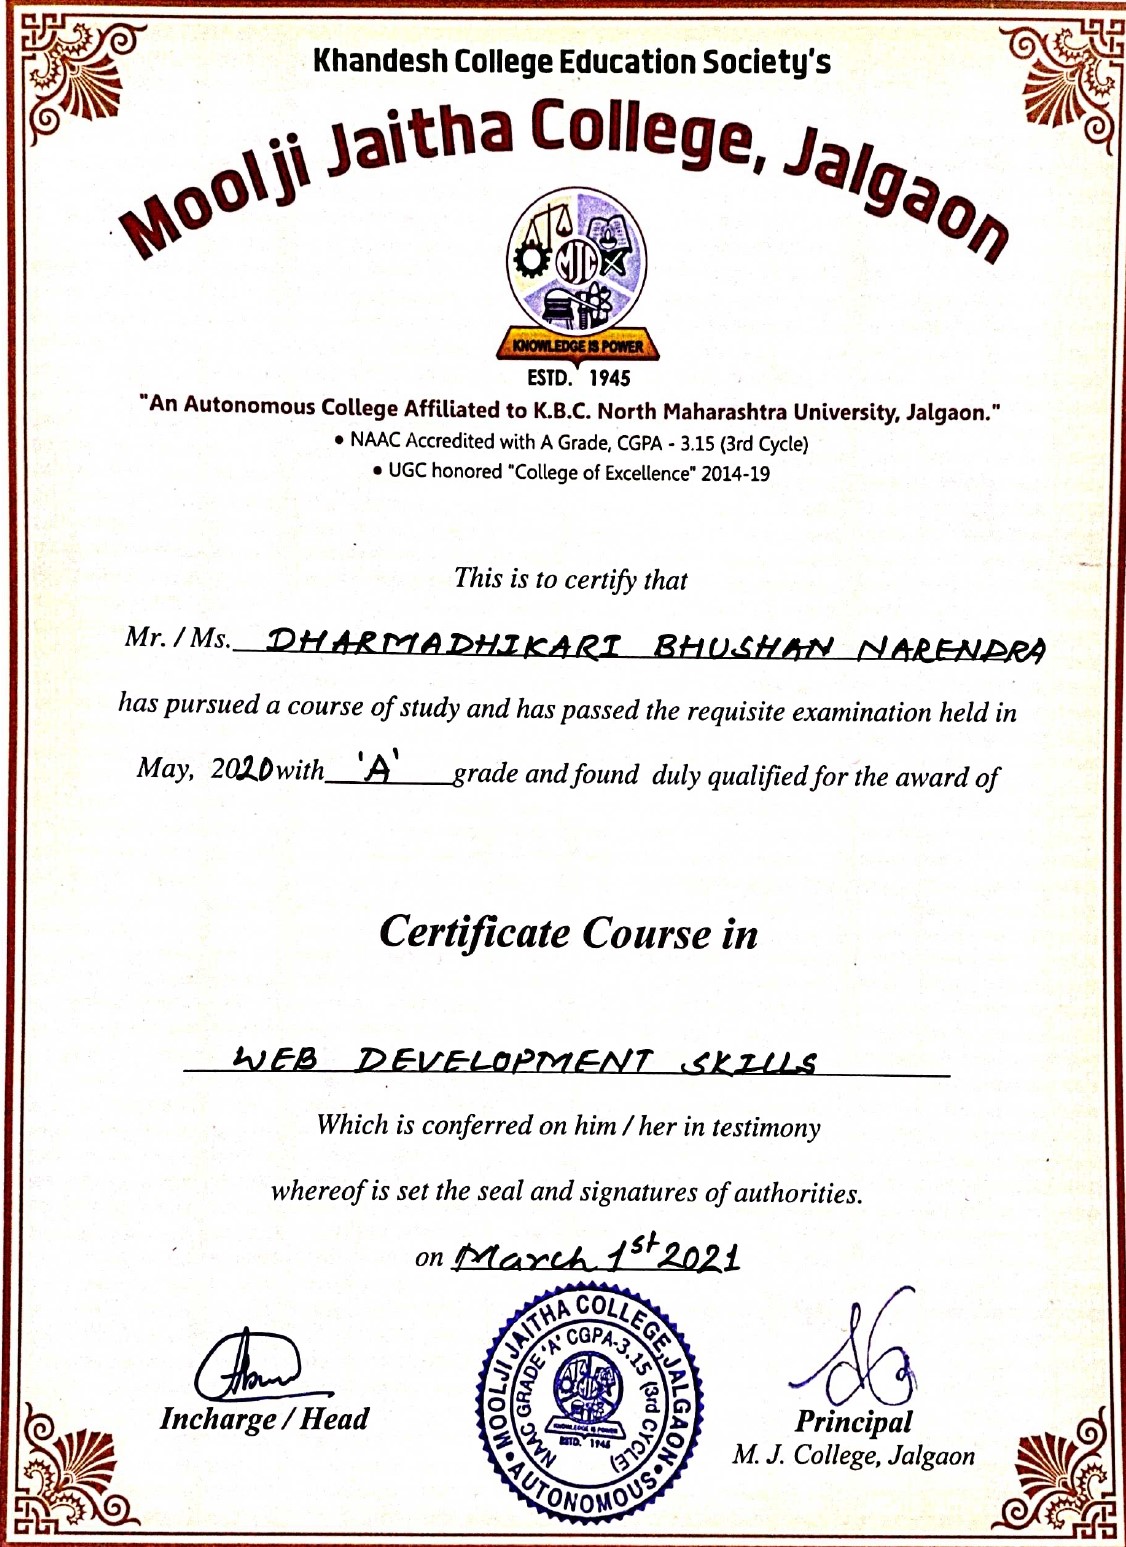 Khandesh College Education Society's
Moolji Jaitha College, Jalgaon
MJC
KNOWLEDGE IS POWER
ESTD. 1945
"An Autonomous College Affiliated to K.B.C. North Maharashtra University, Jalgaon."
• NAAC Accredited with A Grade, CGPA - 3.15 (3rd Cycle)
• UGC honored "College of Excellence" 2014-19
This is to certify that
Mr. / Ms. DHARMADHIKARI BHUSHAN NARENDRA
has pursued a course of study and has passed the requisite examination held in
May, 2020 with 'A' grade and found duly qualified for the award of
Certificate Course in
WEB DEVELOPMENT SKILLS
Which is conferred on him / her in testimony
whereof is set the seal and signatures of authorities.
on March 1st 2021
MOOLJI JAITHA COLLEGE, JALGAON • AUTONOMOUS •
NAAC GRADE 'A' CGPA-3.15 (3rd CYCLE)
MJC
KNOWLEDGE IS POWER
ESTD. 1945
Incharge / Head
Principal
M. J. College, Jalgaon